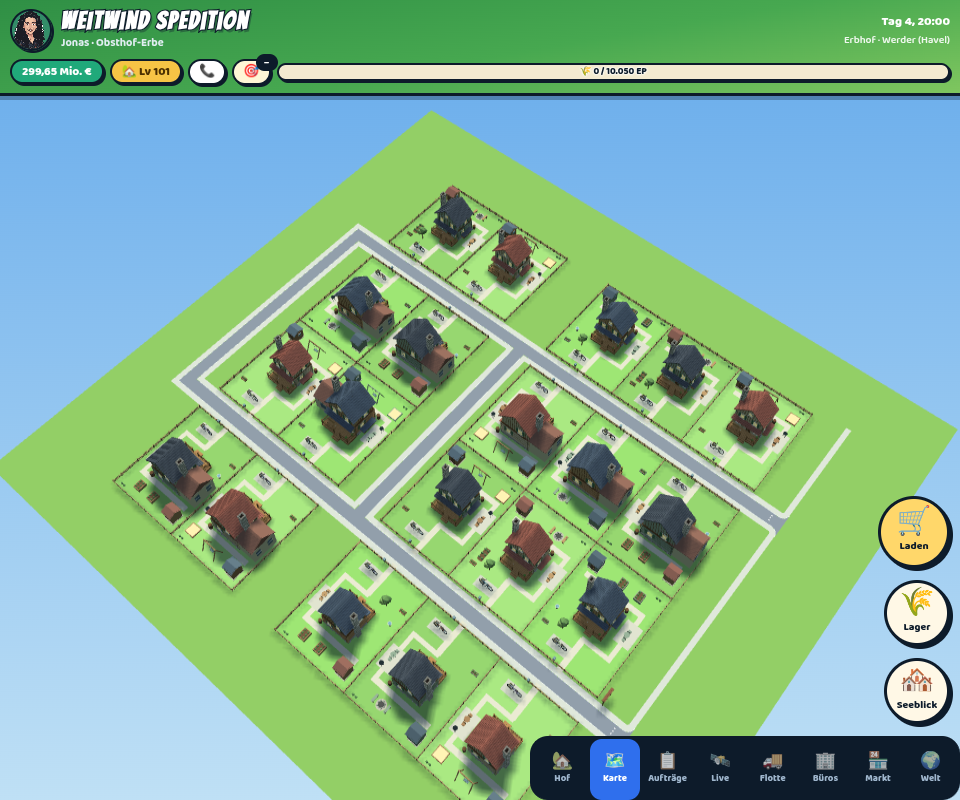 WEITWIND SPEDITION
Jonas · Obsthof-Erbe
Tag 4, 20:00
Erbhof · Werder (Havel)
299,65 Mio. €
Lv 101
–
0 / 10.050 EP
Laden
Lager
Seeblick
Hof
Karte
Aufträge
Live
Flotte
Büros
Markt
Welt